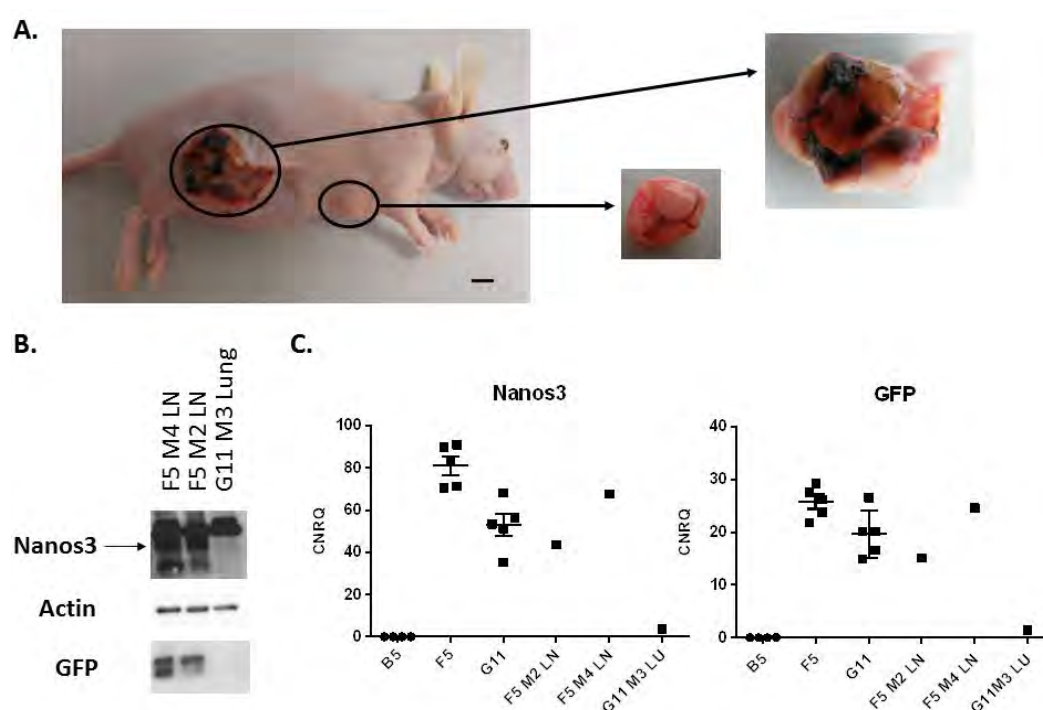 A.
B.
F5 M4 LN
F5 M2 LN
G11 M3 Lung
Nanos3
Actin
GFP
C.
Nanos3
CNRQ
100
80
60
40
20
0
B5
F5
G11
F5 M2 LN
F5 M4 LN
G11 M3 LU
GFP
CNRQ
40
30
20
10
0
B5
F5
G11
F5 M2 LN
F5 M4 LN
G11M3 LU